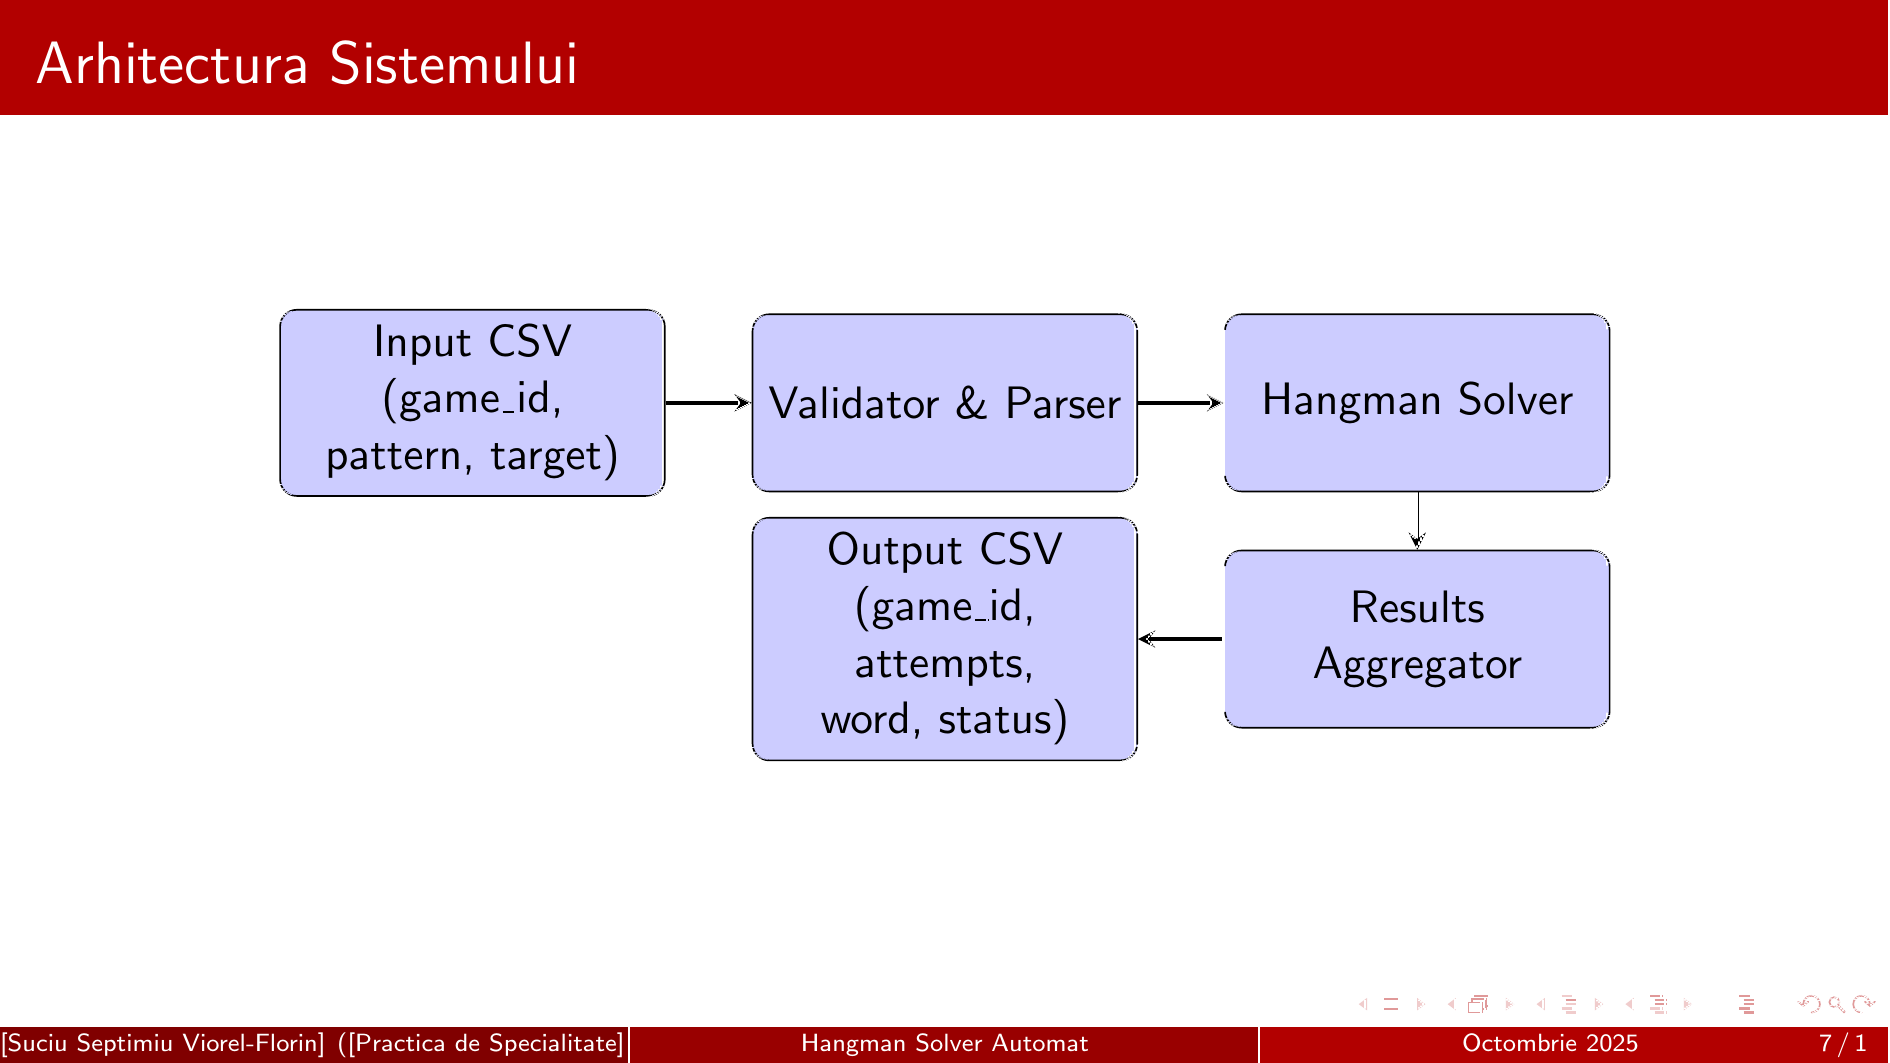 Arhitectura Sistemului
Input CSV
(game_id,
pattern, target)
Validator & Parser
Hangman Solver
Output CSV
(game_id,
attempts,
word, status)
Results
Aggregator
[Suciu Septimiu Viorel-Florin] ([Practica de Specialitate]
Hangman Solver Automat
Octombrie 2025
7 / 1